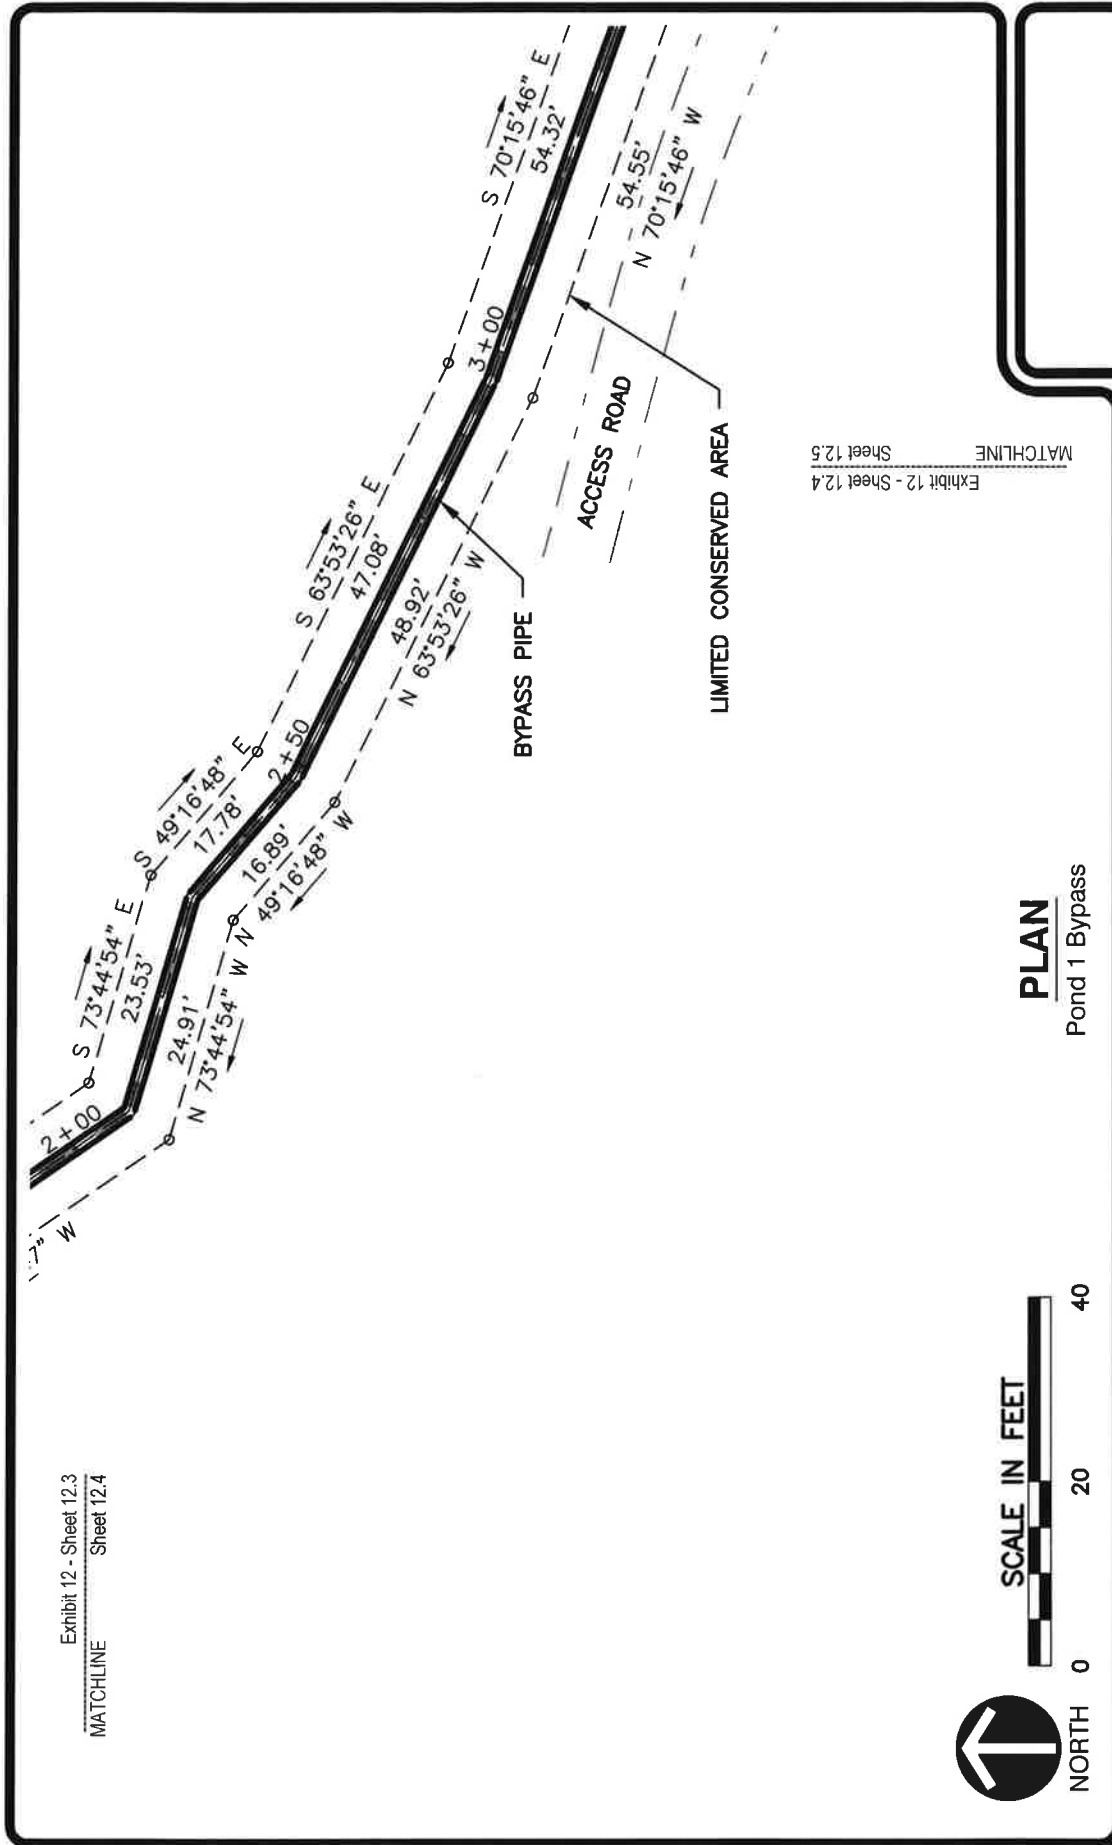 Exhibit 12 - Sheet 12.3
MATCHLINE Sheet 12.4
7" W
2+00
S 73°44'54" E
23.53'
24.91'
N 73°44'54" W
S 49°16'48" E
17.78'
16.89'
N 49°16'48" W
2+50
S 63°53'26" E
47.08'
48.92'
N 63°53'26" W
3+00
S 70°15'46" E
54.32'
54.55'
N 70°15'46" W
BYPASS PIPE
ACCESS ROAD
LIMITED CONSERVED AREA
Exhibit 12 - Sheet 12.4
MATCHLINE Sheet 12.5
PLAN
Pond 1 Bypass
SCALE IN FEET
0 20 40
NORTH